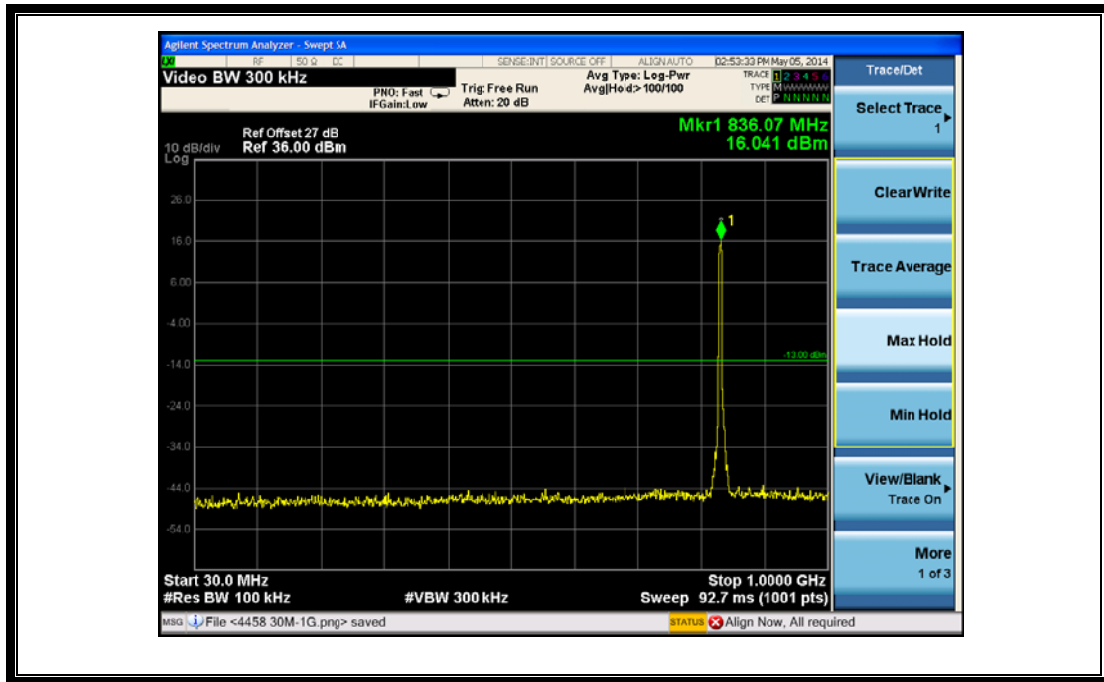 Agilent Spectrum Analyzer - Swept SA
RF 50 Ω DC SENSE:INT SOURCE OFF ALIGN AUTO 02:53:33 PM May 05, 2014
Video BW 300 kHz
PNO: Fast
IFGain:Low
Trig: Free Run
Atten: 20 dB
Avg Type: Log-Pwr
Avg|Hold:> 100/100
TRACE 1 2 3 4 5 6
TYPE M WWWWW
DET P N N N N N
Ref Offset 27 dB
Ref 36.00 dBm
10 dB/div
Log
Mkr1 836.07 MHz
16.041 dBm
26.0
16.0
6.00
-4.00
-14.0
-24.0
-34.0
-44.0
-54.0
1
-13.00 dBm
Start 30.0 MHz
Stop 1.0000 GHz
#Res BW 100 kHz
#VBW 300 kHz
Sweep 92.7 ms (1001 pts)
MSG File <4458 30M-1G.png> saved
STATUS Align Now, All required
Trace/Det
Select Trace
1
Clear Write
Trace Average
Max Hold
Min Hold
View/Blank
Trace On
More
1 of 3